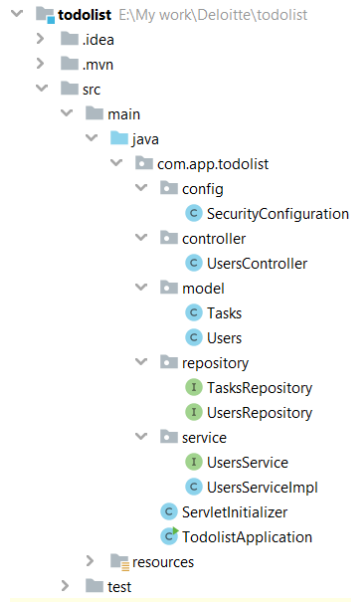 todolist E:\My work\Deloitte\todolist
.idea
.mvn
src
main
java
com.app.todolist
config
C SecurityConfiguration
controller
C UsersController
model
C Tasks
C Users
repository
I TasksRepository
I UsersRepository
service
I UsersService
C UsersServiceImpl
C ServletInitializer
C TodolistApplication
resources
test